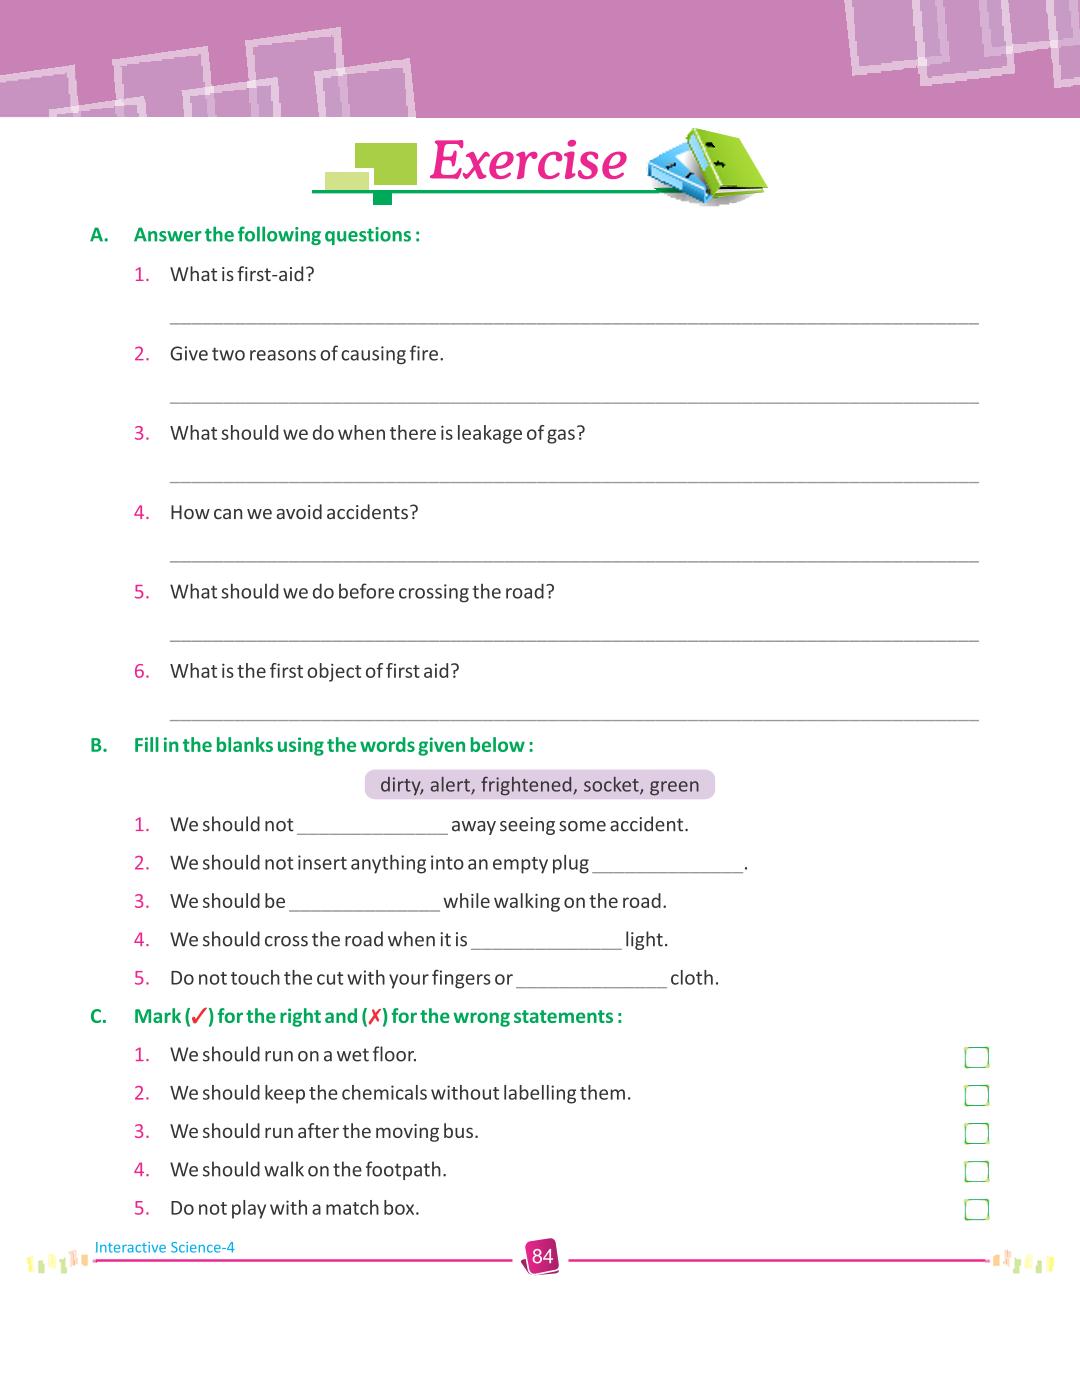 Exercise
A. Answer the following questions :
1. What is first-aid?
2. Give two reasons of causing fire.
3. What should we do when there is leakage of gas?
4. How can we avoid accidents?
5. What should we do before crossing the road?
6. What is the first object of first aid?
B. Fill in the blanks using the words given below :
dirty, alert, frightened, socket, green
1. We should not ______________ away seeing some accident.
2. We should not insert anything into an empty plug ______________.
3. We should be ______________ while walking on the road.
4. We should cross the road when it is ______________ light.
5. Do not touch the cut with your fingers or ______________ cloth.
C. Mark (✓) for the right and (✗) for the wrong statements :
1. We should run on a wet floor.
2. We should keep the chemicals without labelling them.
3. We should run after the moving bus.
4. We should walk on the footpath.
5. Do not play with a match box.
Interactive Science-4
84